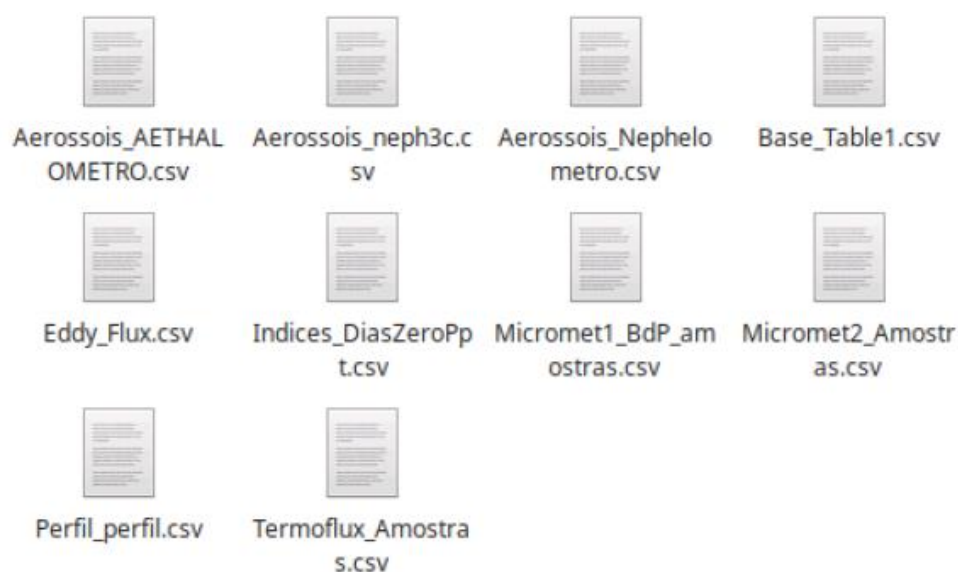 Aerossois_AETHAL Aerossois_neph3c.c Aerossois_Nephelo Base_Table1.csv
OMETRO.csv sv metro.csv
Eddy_Flux.csv Indices_DiasZeroPp Micromet1_BdP_am Micromet2_Amostr
t.csv ostras.csv as.csv
Perfil_perfil.csv Termoflux_Amostra
s.csv